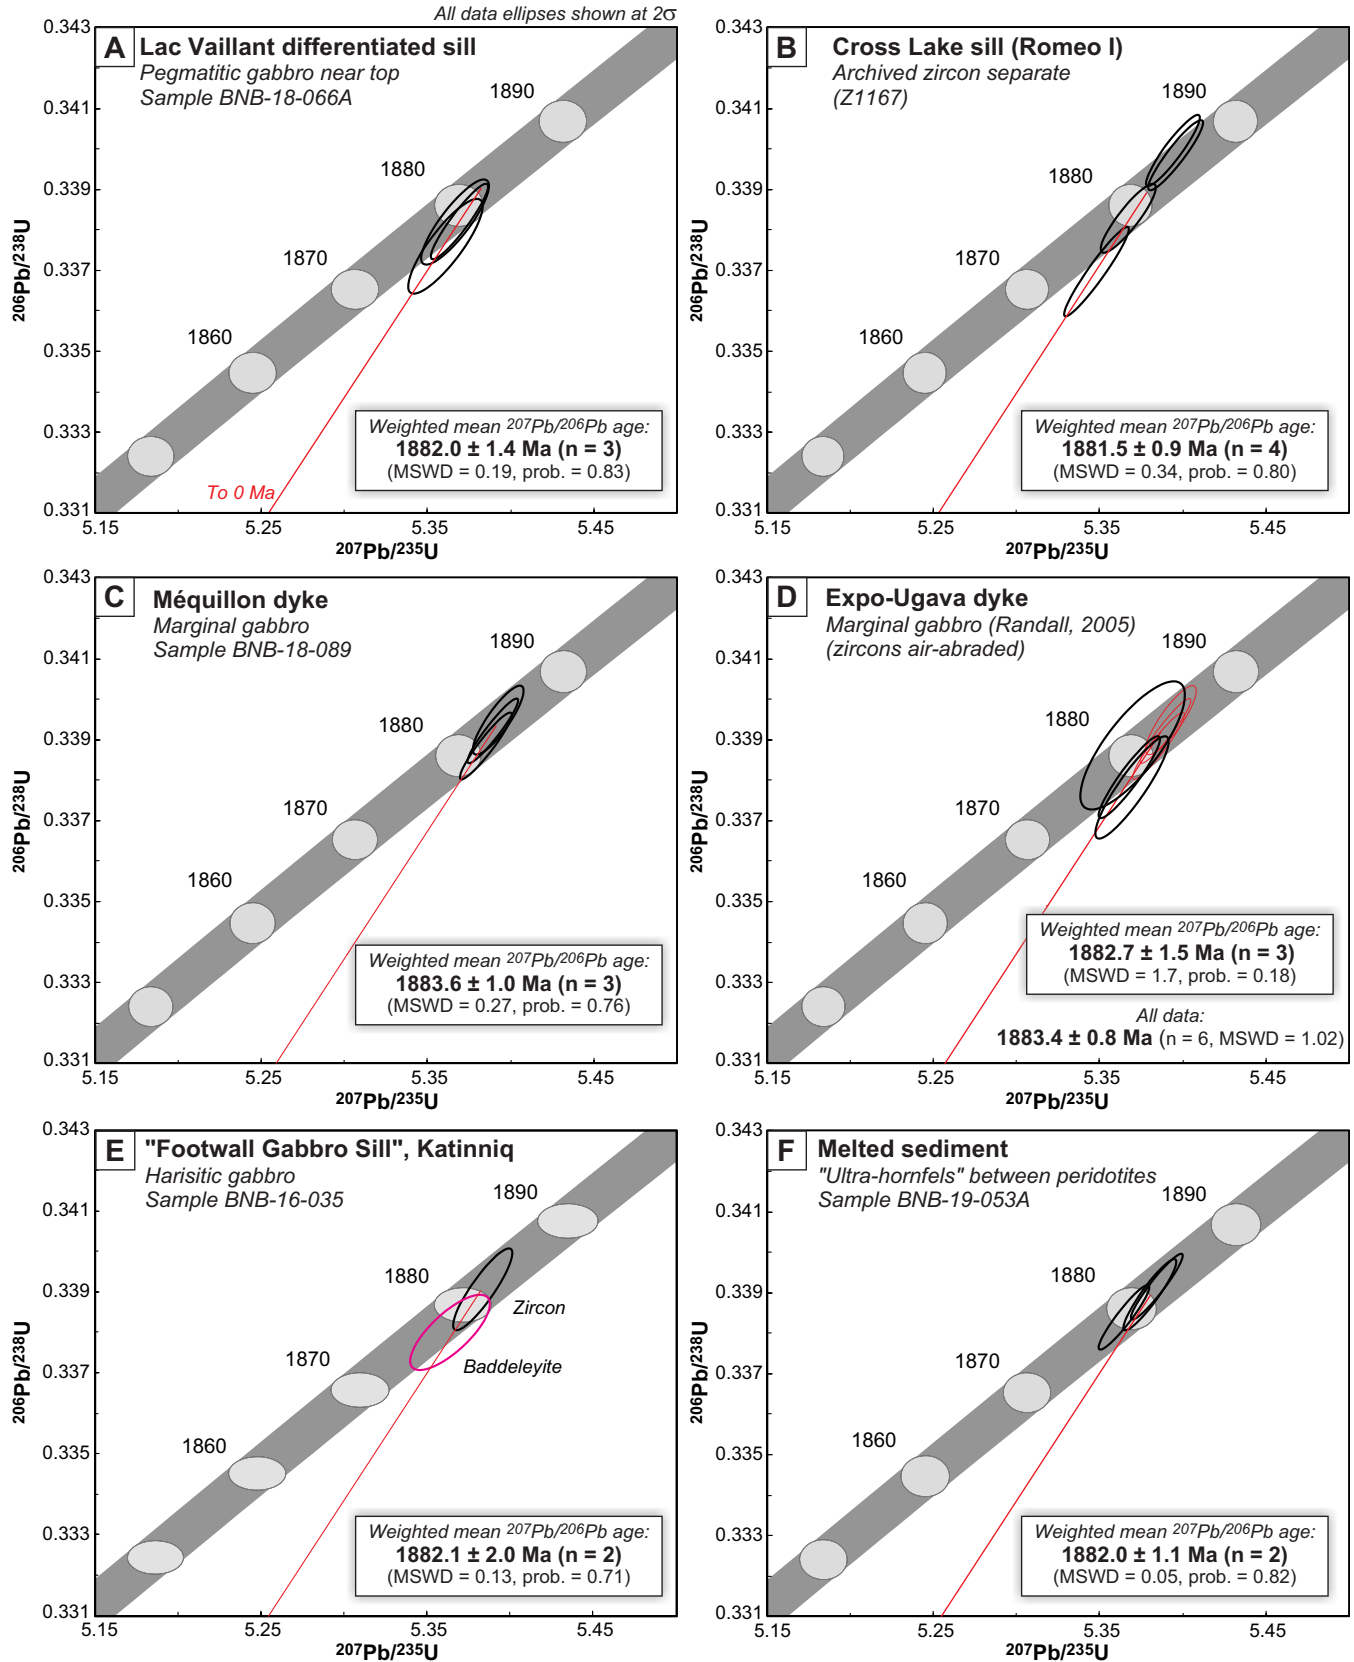 All data ellipses shown at 2σ
A
Lac Vaillant differentiated sill
Pegmatitic gabbro near top
Sample BNB-18-066A
0.343
0.341
0.339
0.337
0.335
0.333
0.331
206Pb/238U
1890
1880
1870
1860
Weighted mean 207Pb/206Pb age:
1882.0 ± 1.4 Ma (n = 3)
(MSWD = 0.19, prob. = 0.83)
To 0 Ma
5.15 5.25 5.35 5.45
207Pb/235U
B
Cross Lake sill (Romeo I)
Archived zircon separate
(Z1167)
0.343
0.341
0.339
0.337
0.335
0.333
0.331
206Pb/238U
1890
1880
1870
1860
Weighted mean 207Pb/206Pb age:
1881.5 ± 0.9 Ma (n = 4)
(MSWD = 0.34, prob. = 0.80)
5.15 5.25 5.35 5.45
207Pb/235U
C
Méquillon dyke
Marginal gabbro
Sample BNB-18-089
0.343
0.341
0.339
0.337
0.335
0.333
0.331
206Pb/238U
1890
1880
1870
1860
Weighted mean 207Pb/206Pb age:
1883.6 ± 1.0 Ma (n = 3)
(MSWD = 0.27, prob. = 0.76)
5.15 5.25 5.35 5.45
207Pb/235U
D
Expo-Ugava dyke
Marginal gabbro (Randall, 2005)
(zircons air-abraded)
0.343
0.341
0.339
0.337
0.335
0.333
0.331
206Pb/238U
1890
1880
1870
1860
Weighted mean 207Pb/206Pb age:
1882.7 ± 1.5 Ma (n = 3)
(MSWD = 1.7, prob. = 0.18)
All data:
1883.4 ± 0.8 Ma (n = 6, MSWD = 1.02)
5.15 5.25 5.35 5.45
207Pb/235U
E
"Footwall Gabbro Sill", Katinniq
Harisitic gabbro
Sample BNB-16-035
0.343
0.341
0.339
0.337
0.335
0.333
0.331
206Pb/238U
1890
1880
Zircon
Baddeleyite
1870
1860
Weighted mean 207Pb/206Pb age:
1882.1 ± 2.0 Ma (n = 2)
(MSWD = 0.13, prob. = 0.71)
5.15 5.25 5.35 5.45
207Pb/235U
F
Melted sediment
"Ultra-hornfels" between peridotites
Sample BNB-19-053A
0.343
0.341
0.339
0.337
0.335
0.333
0.331
206Pb/238U
1890
1880
1870
1860
Weighted mean 207Pb/206Pb age:
1882.0 ± 1.1 Ma (n = 2)
(MSWD = 0.05, prob. = 0.82)
5.15 5.25 5.35 5.45
207Pb/235U